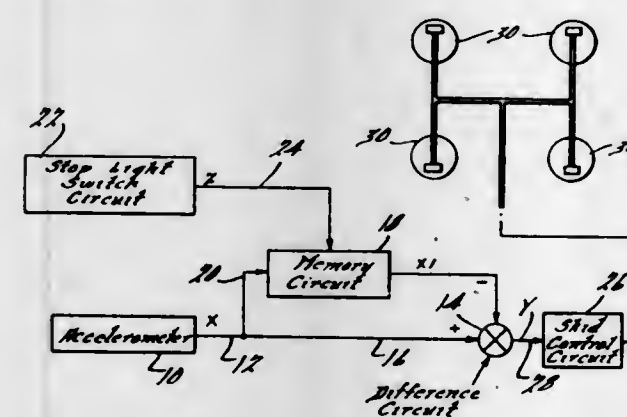 30
30
30
30
22
Stop Light
Switch
Circuit
Z
24
18
Memory
Circuit
X1
20
26
14
-
Y
Accelerometer
X
+
Skid
Control
Circuit
10
12
16
28
Difference
Circuit